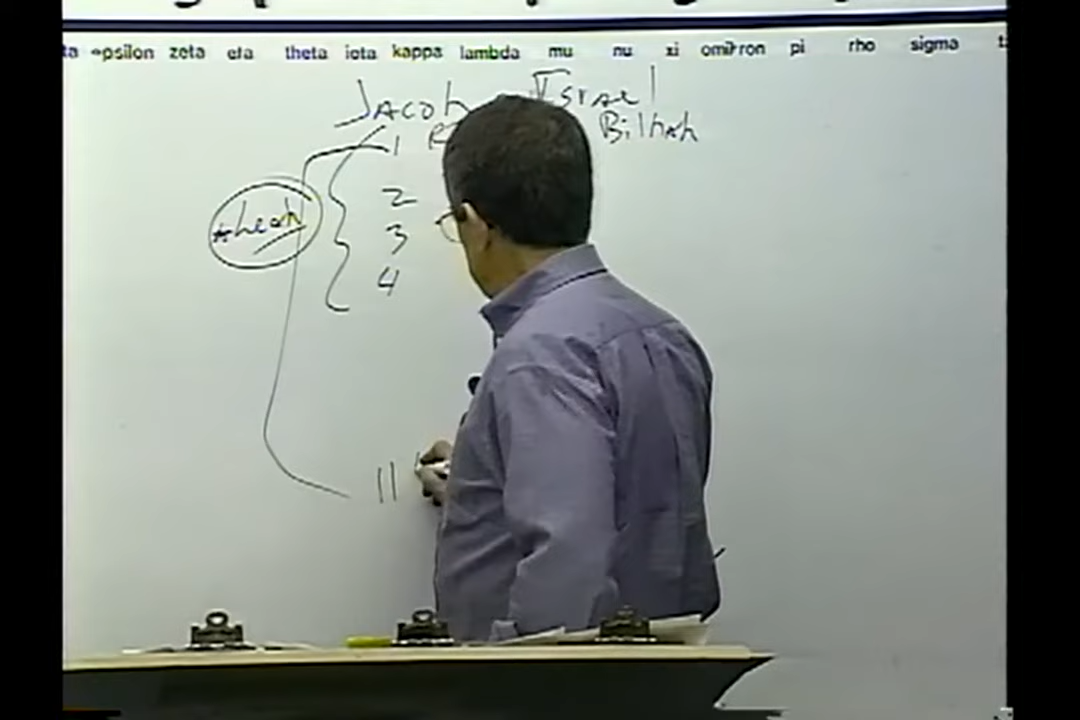 epsilon zeta eta theta iota kappa lambda mu nu xi omikron pi rho sigma
Jacob Israel
1 Bilhah
2
Leah 3
4
11